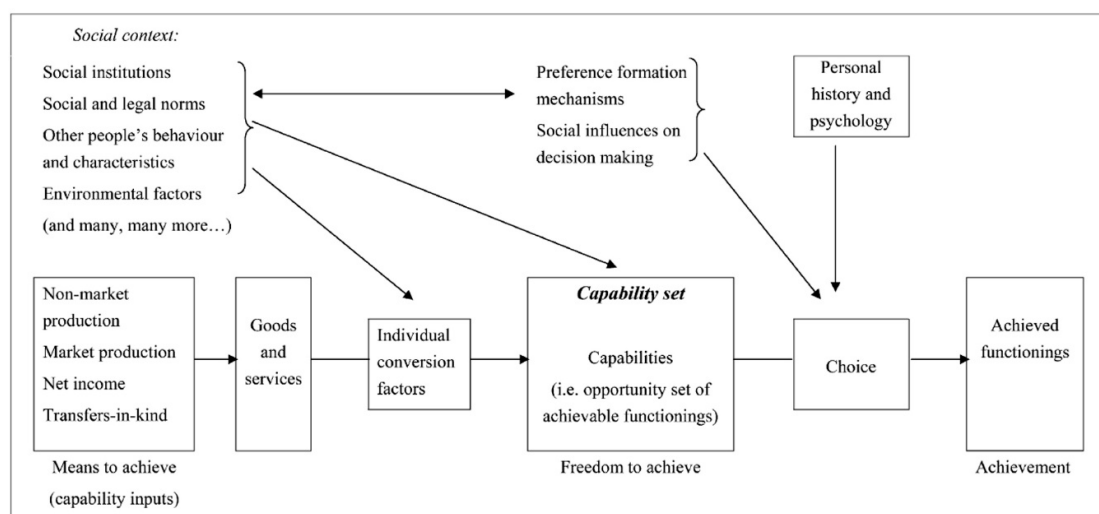 Social context:
Social institutions
Social and legal norms
Other people's behaviour
and characteristics
Environmental factors
(and many, many more…)
Preference formation
mechanisms
Social influences on
decision making
Personal
history and
psychology
Non-market
production
Market production
Net income
Transfers-in-kind
Goods
and
services
Individual
conversion
factors
Capability set
Capabilities
(i.e. opportunity set of
achievable functionings)
Choice
Achieved
functionings
Means to achieve
(capability inputs)
Freedom to achieve
Achievement